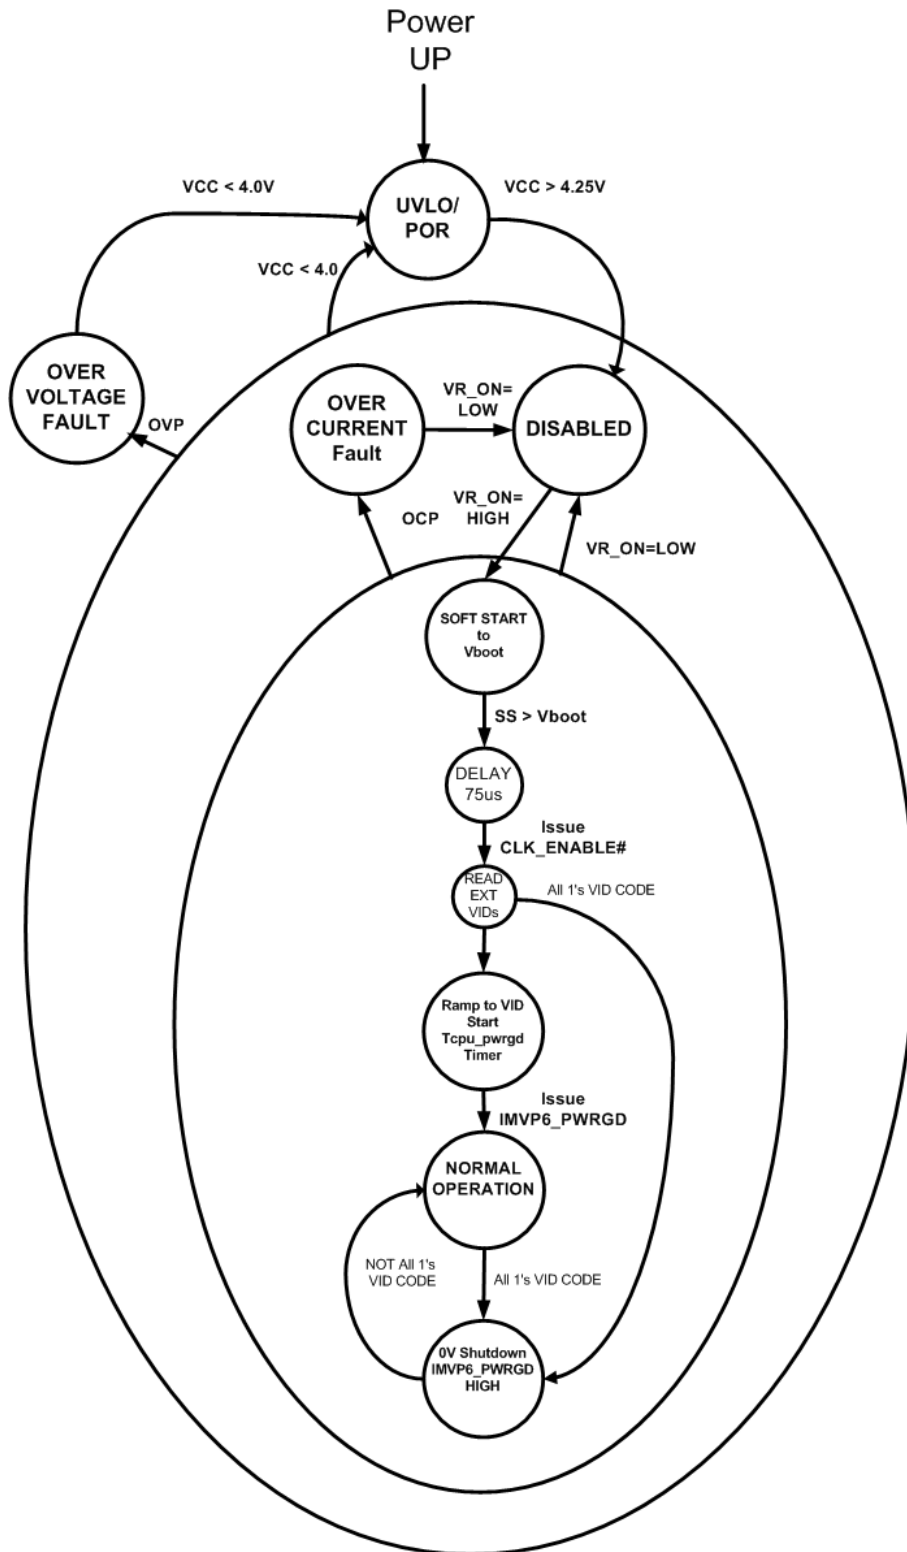 Power
UP
VCC < 4.0V
UVLO/
POR
VCC > 4.25V
VCC < 4.0
OVER
VOLTAGE
FAULT
OVP
OVER
CURRENT
Fault
VR_ON=
LOW
DISABLED
OCP
VR_ON=
HIGH
VR_ON=LOW
SOFT START
to
Vboot
SS > Vboot
DELAY
75us
Issue
CLK_ENABLE#
READ
EXT
VIDs
All 1's VID CODE
Ramp to VID
Start
Tcpu_pwrgd
Timer
Issue
IMVP6_PWRGD
NORMAL
OPERATION
NOT All 1's
VID CODE
All 1's VID CODE
0V Shutdown
IMVP6_PWRGD
HIGH